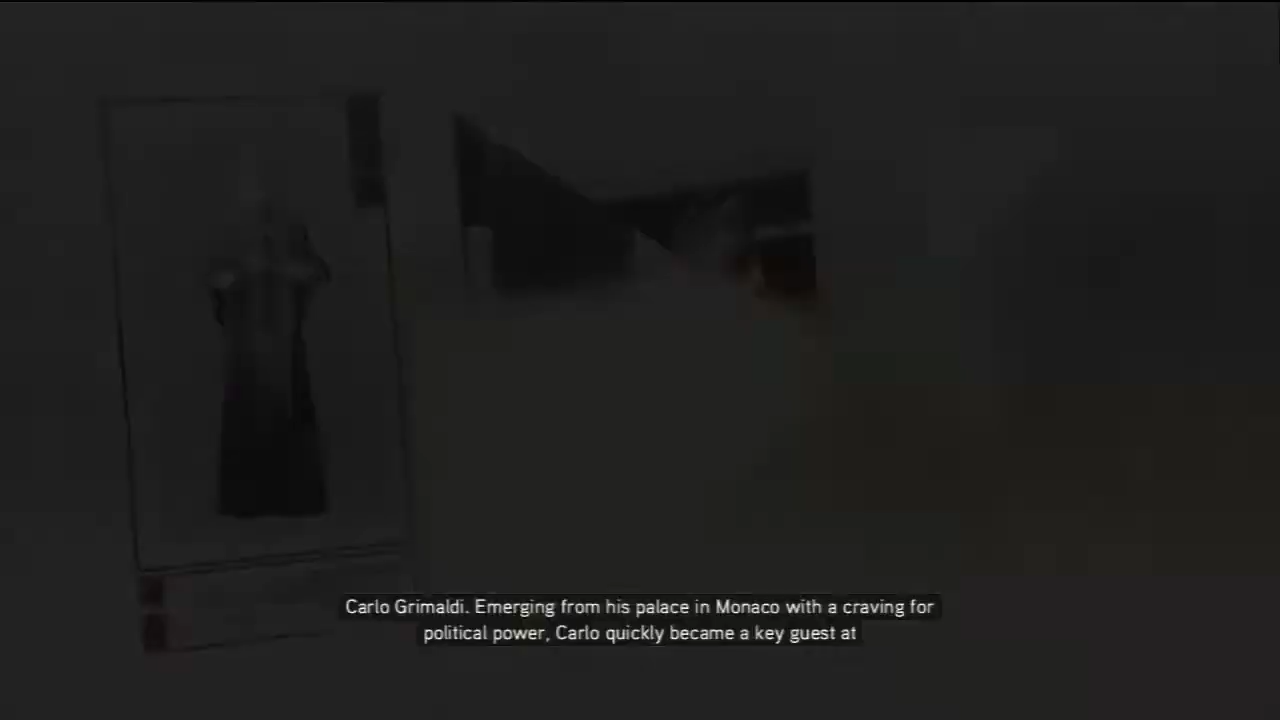 Carlo Grimaldi. Emerging from his palace in Monaco with a craving for
political power, Carlo quickly became a key guest at